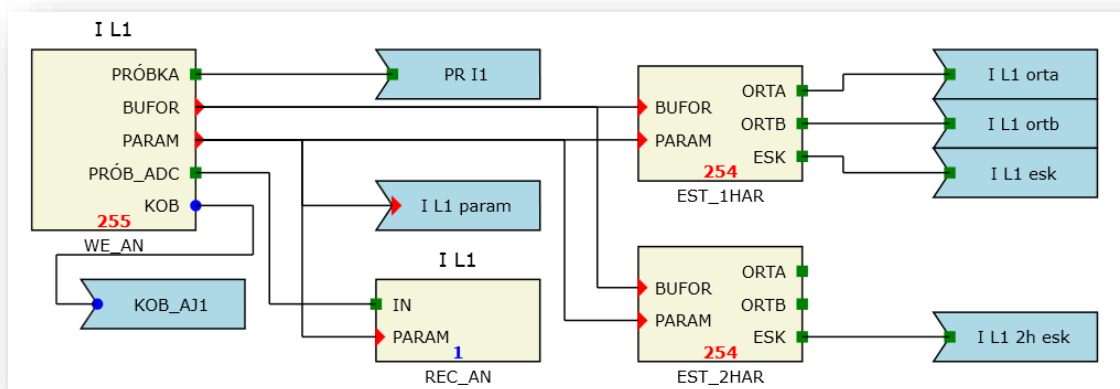 I L1
PRÓBKA
BUFOR
PARAM
PRÓB_ADC
KOB
255
WE_AN
KOB_AJ1
PR I1
I L1 param
I L1
IN
PARAM
1
REC_AN
BUFOR
PARAM
ORTA
ORTB
ESK
254
EST_1HAR
BUFOR
PARAM
ORTA
ORTB
ESK
254
EST_2HAR
I L1 orta
I L1 ortb
I L1 esk
I L1 2h esk